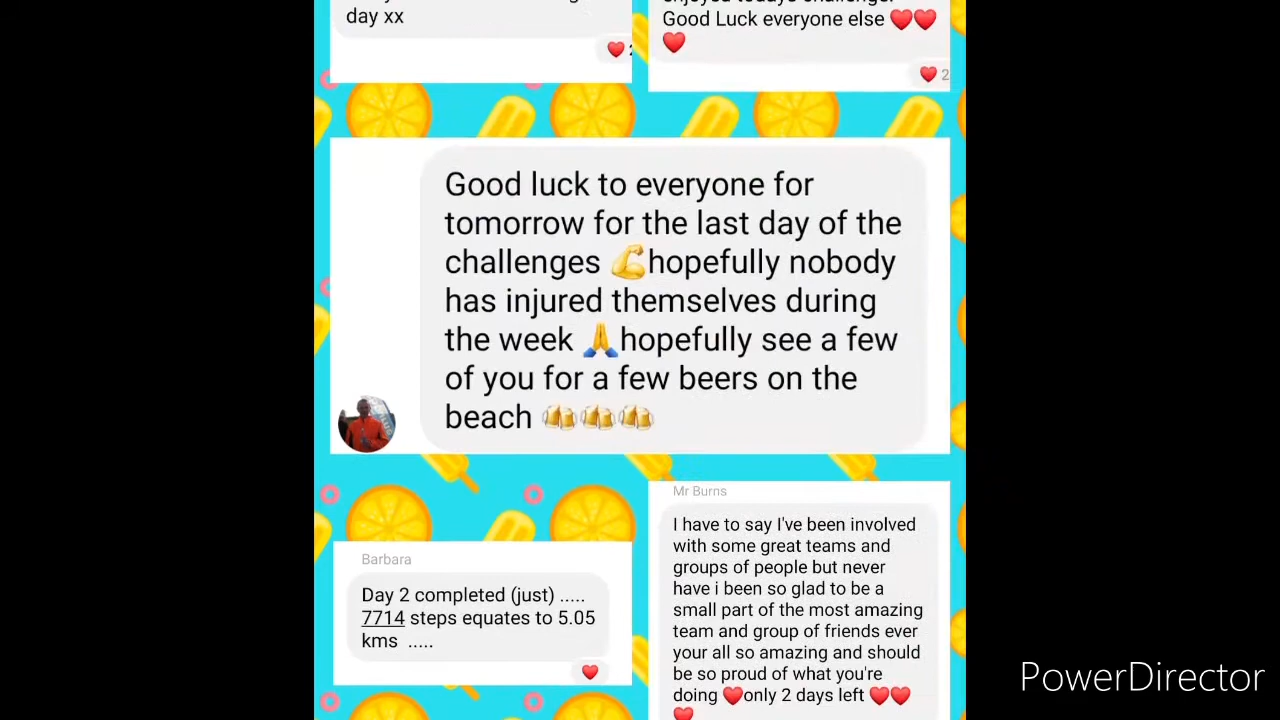 day xx
enjoyed todays challenge.
Good Luck everyone else ❤️❤️
❤️
❤️ 2
Good luck to everyone for
tomorrow for the last day of the
challenges 💪hopefully nobody
has injured themselves during
the week 🙏hopefully see a few
of you for a few beers on the
beach 🍻🍻🍻
Barbara
Day 2 completed (just) .....
7714 steps equates to 5.05
kms .....
❤️
Mr Burns
I have to say I've been involved
with some great teams and
groups of people but never
have i been so glad to be a
small part of the most amazing
team and group of friends ever
your all so amazing and should
be so proud of what you're
doing ❤️only 2 days left ❤️❤️
❤️
PowerDirector